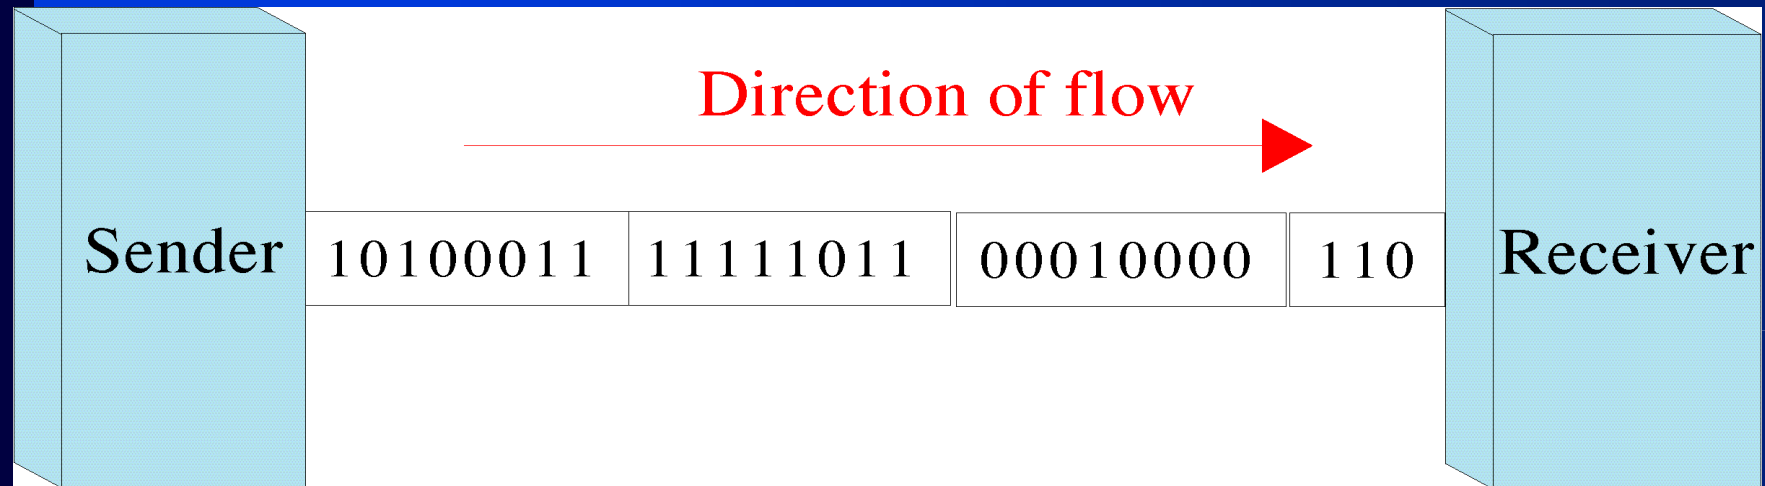 Direction of flow
Sender 10100011 11111011 00010000 110 Receiver